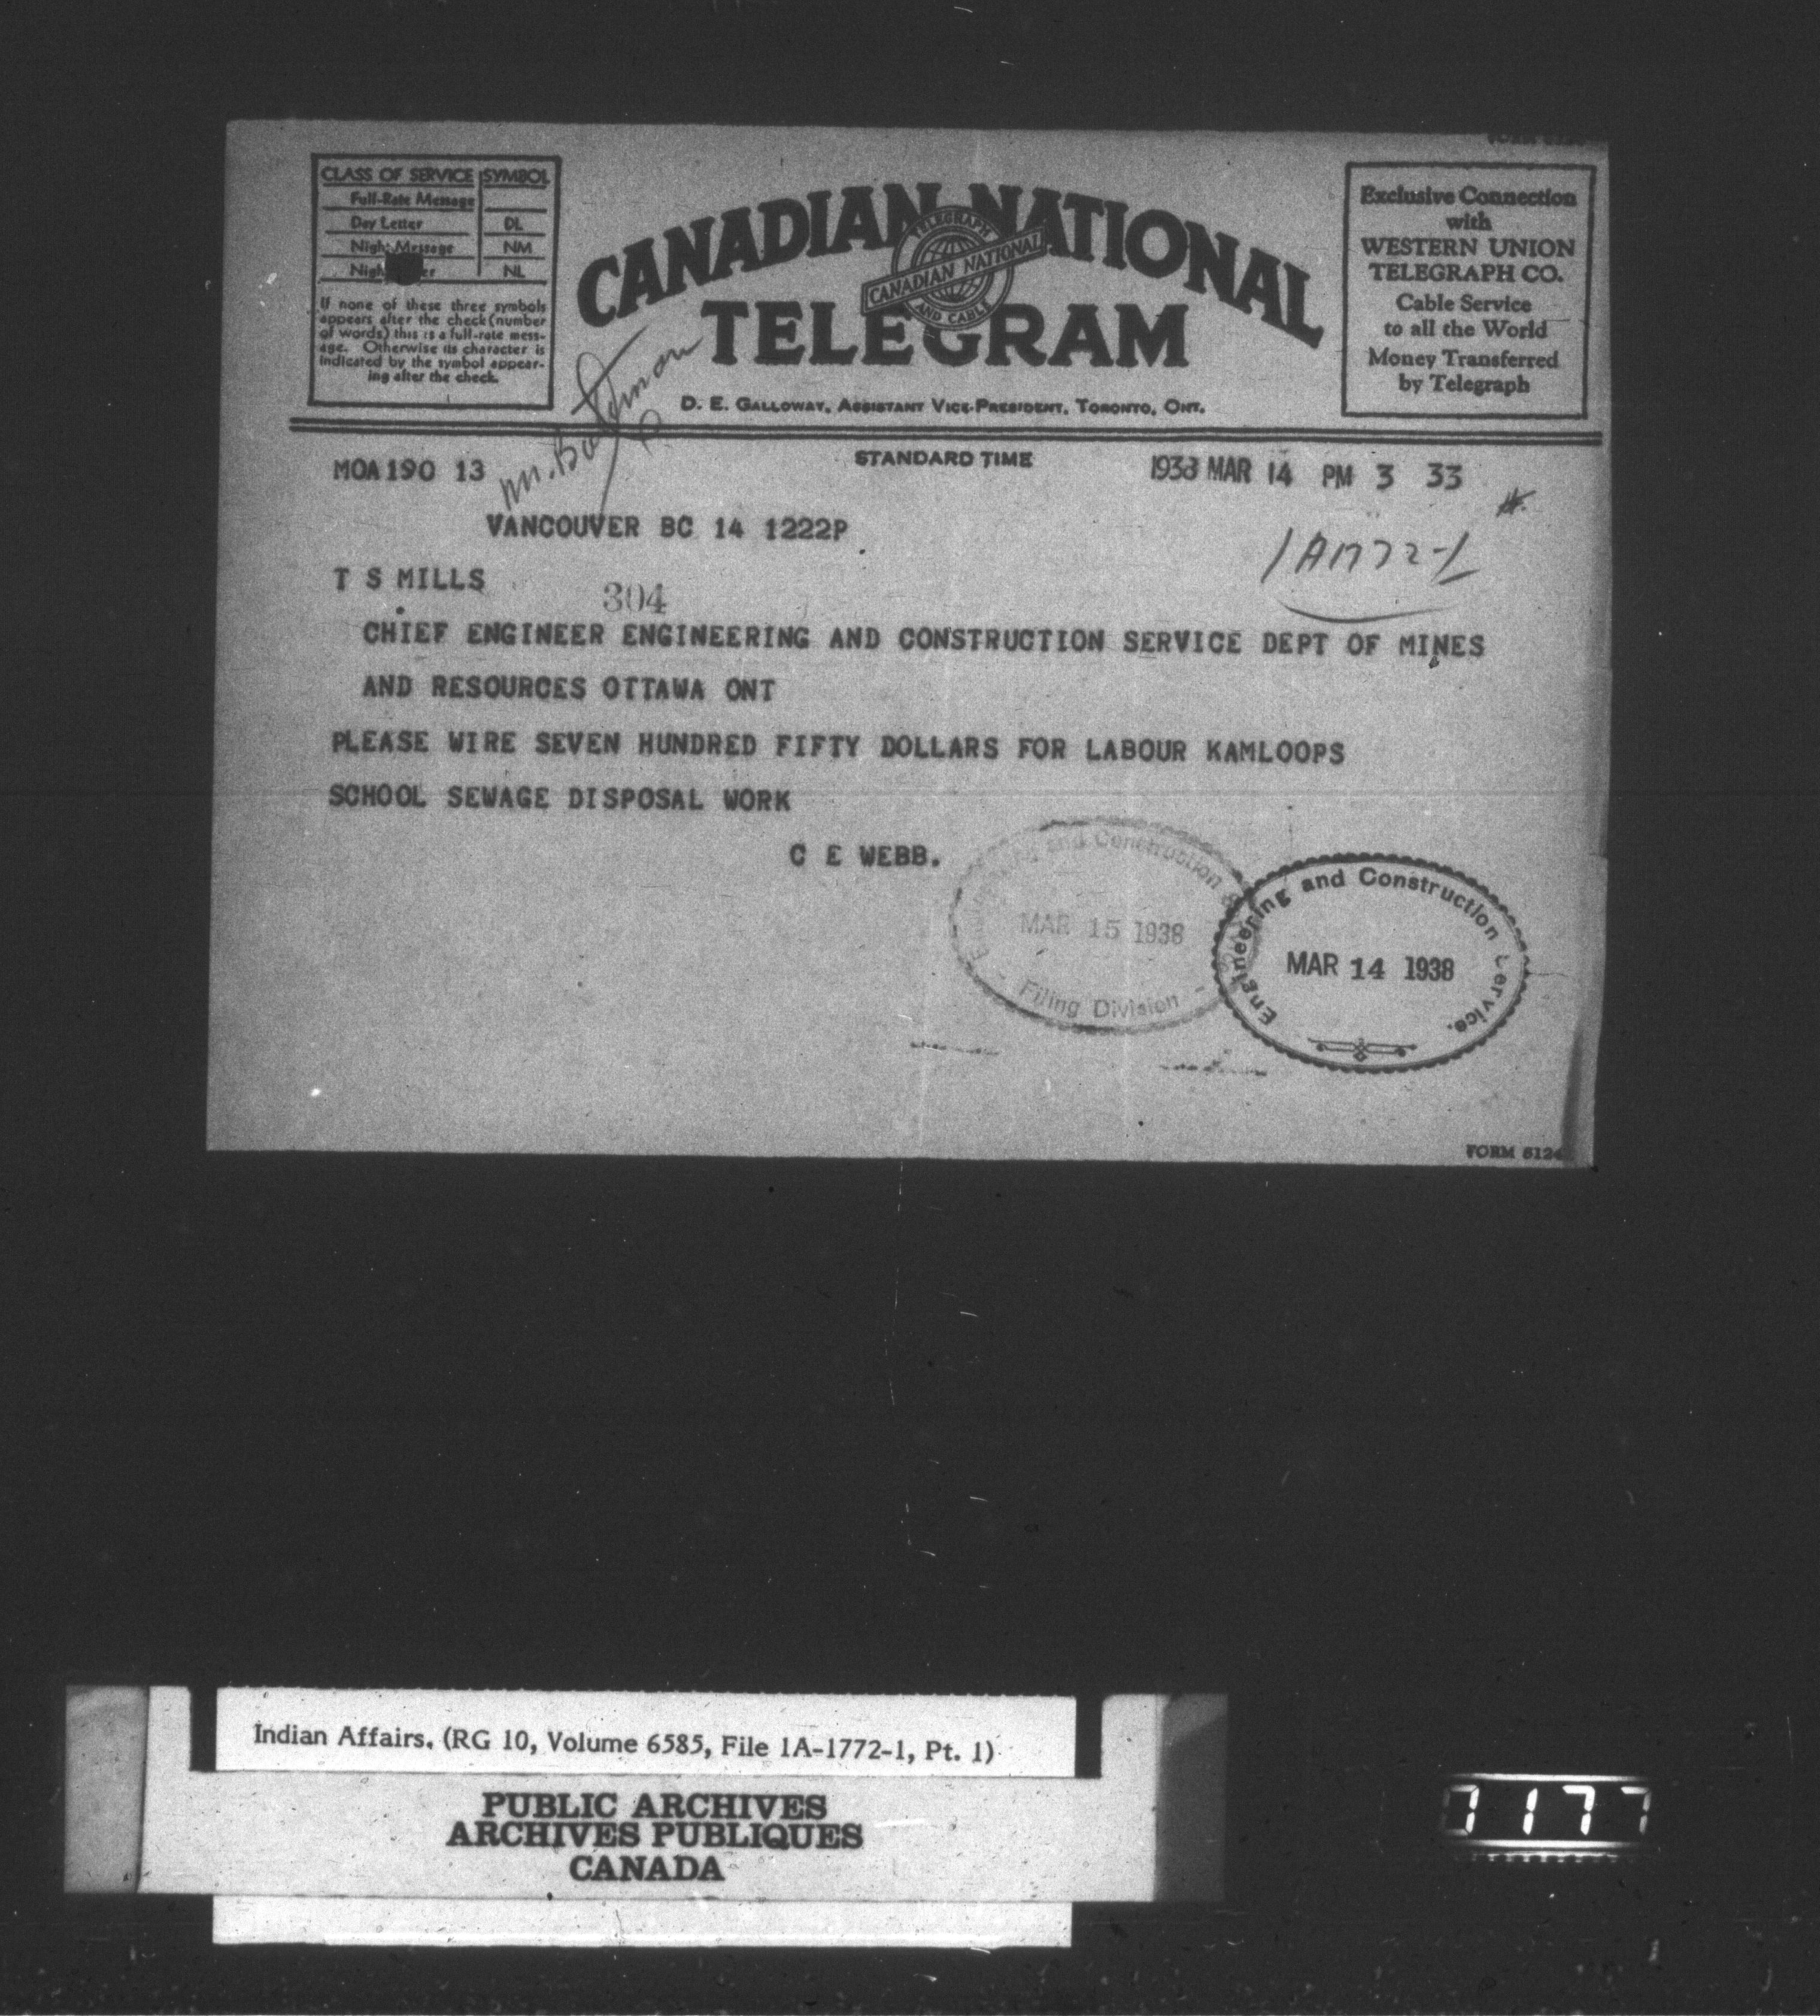 CLASS OF SERVICE SYMBOL
Full-Rate Message
Day Letter DL
Night Message NM
NL
If none of these three symbols
appears after the check (number
of words) this is a full-rate mess-
age. Otherwise its character is
indicated by the symbol appear-
ing after the check.
CANADIAN NATIONAL
TELEGRAPH
CANADIAN NATIONAL
AND CABLE
TELEGRAM
D. E. GALLOWAY, ASSISTANT VICE-PRESIDENT, TORONTO, ONT.
Exclusive Connection
with
WESTERN UNION
TELEGRAPH CO.
Cable Service
to all the World
Money Transferred
by Telegraph
STANDARD TIME
MOA190 13
Mr.
1938 MAR 14 PM 3 33
VANCOUVER BC 14 1222P
1A1772-1
T S MILLS
304
CHIEF ENGINEER ENGINEERING AND CONSTRUCTION SERVICE DEPT OF MINES
AND RESOURCES OTTAWA ONT
PLEASE WIRE SEVEN HUNDRED FIFTY DOLLARS FOR LABOUR KAMLOOPS
SCHOOL SEWAGE DISPOSAL WORK
C E WEBB.
and Construction
MAR 15 1938
Filing Division
Engineering and Construction Service.
MAR 14 1938
FORM 6124
Indian Affairs. (RG 10, Volume 6585, File 1A-1772-1, Pt. 1)
PUBLIC ARCHIVES
ARCHIVES PUBLIQUES
CANADA
1177